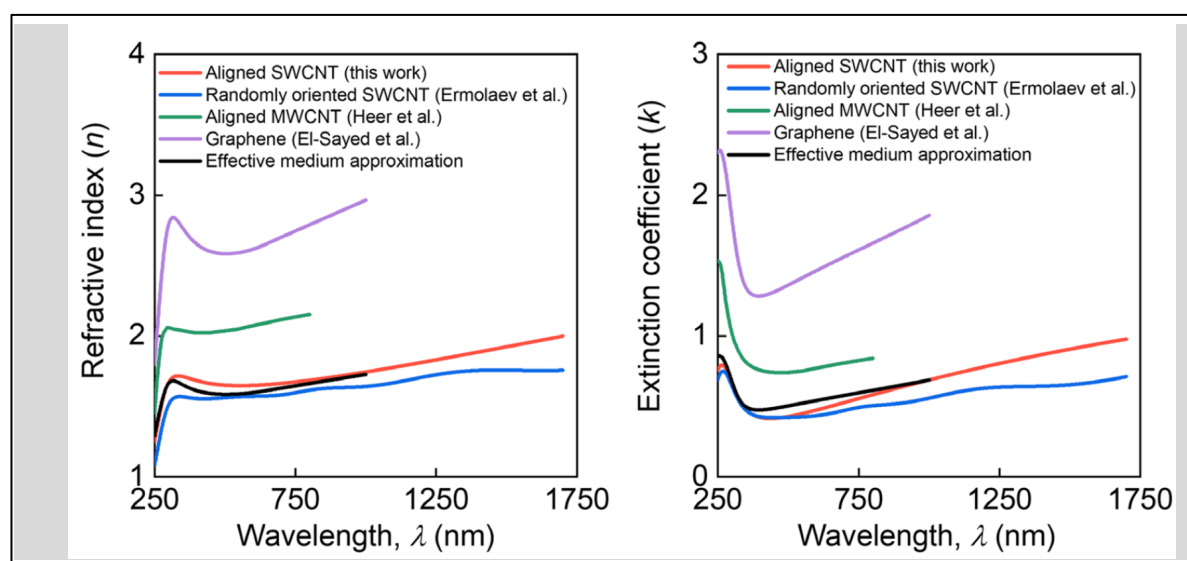 4
Aligned SWCNT (this work)
Randomly oriented SWCNT (Ermolaev et al.)
Aligned MWCNT (Heer et al.)
Graphene (El-Sayed et al.)
Effective medium approximation
3
2
1
Refractive index (n)
250
750
1250
1750
Wavelength, λ (nm)
3
Aligned SWCNT (this work)
Randomly oriented SWCNT (Ermolaev et al.)
Aligned MWCNT (Heer et al.)
Graphene (El-Sayed et al.)
Effective medium approximation
2
1
0
Extinction coefficient (k)
250
750
1250
1750
Wavelength, λ (nm)